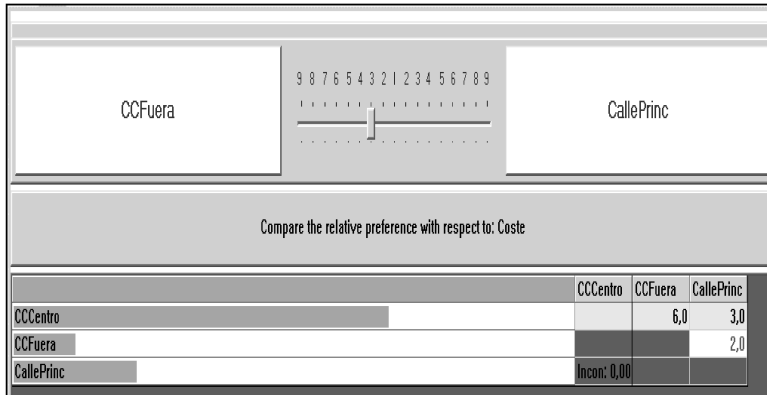 9 8 7 6 5 4 3 2 1 2 3 4 5 6 7 8 9
CCFuera
CallePrinc
Compare the relative preference with respect to: Coste
CCCentro CCFuera CallePrinc
CCCentro 6,0 3,0
CCFuera 2,0
CallePrinc Incon: 0,00